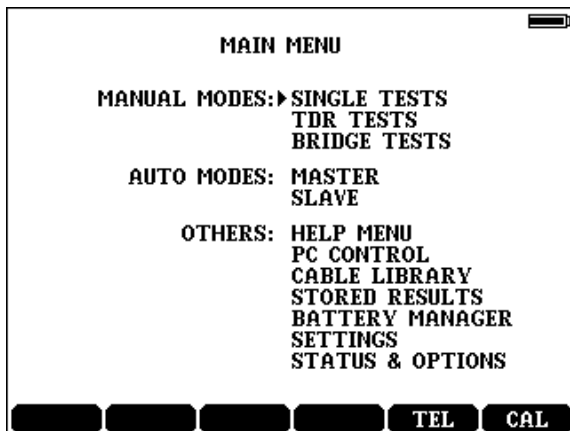 MAIN MENU
MANUAL MODES: SINGLE TESTS
TDR TESTS
BRIDGE TESTS
AUTO MODES: MASTER
SLAVE
OTHERS: HELP MENU
PC CONTROL
CABLE LIBRARY
STORED RESULTS
BATTERY MANAGER
SETTINGS
STATUS & OPTIONS
TEL CAL